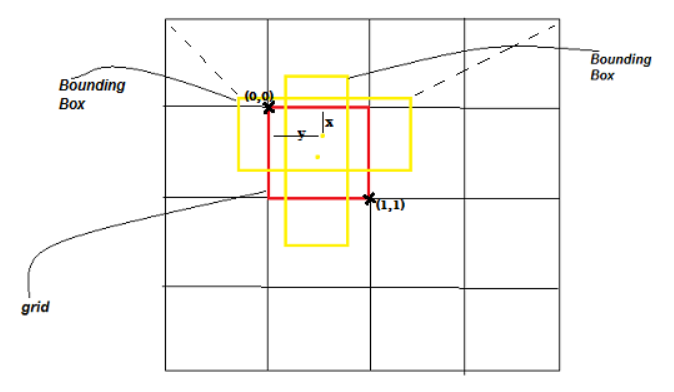 Bounding
Box
Bounding
Box
(0,0)
x
y
(1,1)
grid